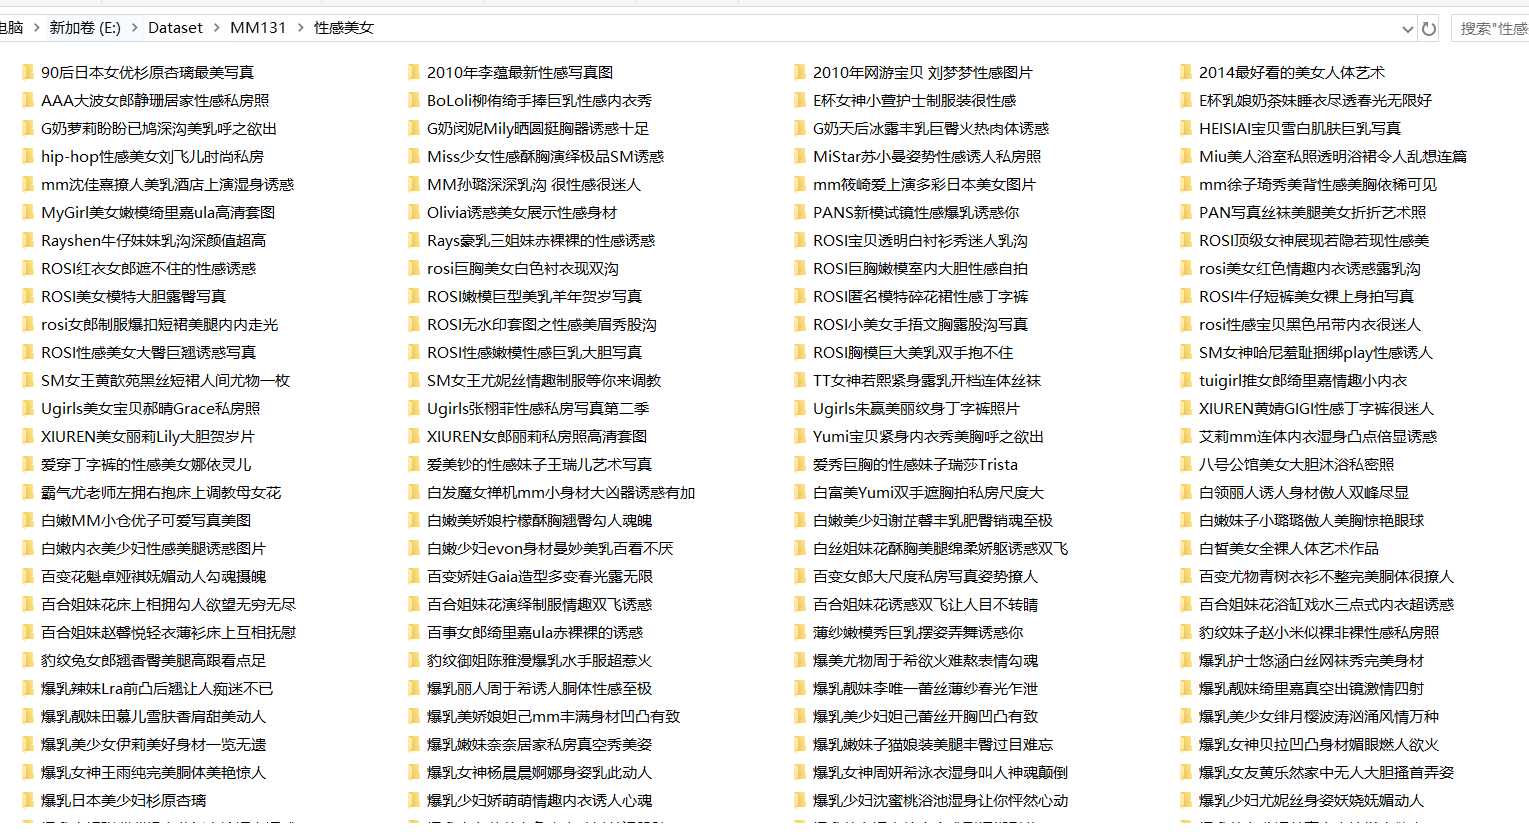 电脑 > 新加卷 (E:) > Dataset > MM131 > 性感美女
搜索"性感
90后日本女优杉原杏璃最美写真 2010年李蕴最新性感写真图 2010年网游宝贝 刘梦梦性感图片 2014最好看的美女人体艺术
AAA大波女郎静珊居家性感私房照 BoLoli柳侑绮手捧巨乳性感内衣秀 E杯女神小萱护士制服装很性感 E杯乳娘奶茶妹睡衣尽透春光无限好
G奶萝莉盼盼已鸠深沟美乳呼之欲出 G奶闵妮Mily晒圆挺胸器诱惑十足 G奶天后冰露丰乳巨臀火热肉体诱惑 HEISIAI宝贝雪白肌肤巨乳写真
hip-hop性感美女刘飞儿时尚私房 Miss少女性感酥胸演绎极品SM诱惑 MiStar苏小曼姿势性感诱人私房照 Miu美人浴室私照透明浴裙令人乱想连篇
mm沈佳熹撩人美乳酒店上演湿身诱惑 MM孙璐深深乳沟 很性感很迷人 mm筱崎爱上演多彩日本美女图片 mm徐子琦秀美背性感美胸依稀可见
MyGirl美女嫩模绮里嘉ula高清套图 Olivia诱惑美女展示性感身材 PANS新模试镜性感爆乳诱惑你 PAN写真丝袜美腿美女折折艺术照
Rayshen牛仔妹妹乳沟深颜值超高 Rays豪乳三姐妹赤裸裸的性感诱惑 ROSI宝贝透明白衬衫秀迷人乳沟 ROSI顶级女神展现若隐若现性感美
ROSI红衣女郎遮不住的性感诱惑 rosi巨胸美女白色衬衣现双沟 ROSI巨胸嫩模室内大胆性感自拍 rosi美女红色情趣内衣诱惑露乳沟
ROSI美女模特大胆露臀写真 ROSI嫩模巨型美乳羊年贺岁写真 ROSI匿名模特碎花裙性感丁字裤 ROSI牛仔短裤美女裸上身拍写真
rosi女郎制服爆扣短裙美腿内内走光 ROSI无水印套图之性感美眉秀股沟 ROSI小美女手捂文胸露股沟写真 rosi性感宝贝黑色吊带内衣很迷人
ROSI性感美女大臀巨翘诱惑写真 ROSI性感嫩模性感巨乳大胆写真 ROSI胸模巨大美乳双手抱不住 SM女神哈尼羞耻捆绑play性感诱人
SM女王黄歆苑黑丝短裙人间尤物一枚 SM女王尤妮丝情趣制服等你来调教 TT女神若熙紧身露乳开档连体丝袜 tuigirl推女郎绮里嘉情趣小内衣
Ugirls美女宝贝郝晴Grace私房照 Ugirls张栩菲性感私房写真第二季 Ugirls朱赢美丽纹身丁字裤照片 XIUREN黄婧GIGI性感丁字裤很迷人
XIUREN美女丽莉Lily大胆贺岁片 XIUREN女郎丽莉私房照高清套图 Yumi宝贝紧身内衣秀美胸呼之欲出 艾莉mm连体内衣湿身凸点倍显诱惑
爱穿丁字裤的性感美女娜依灵儿 爱美钞的性感妹子王瑞儿艺术写真 爱秀巨胸的性感妹子瑞莎Trista 八号公馆美女大胆沐浴私密照
霸气尤老师左拥右抱床上调教母女花 白发魔女禅机mm小身材大凶器诱惑有加 白富美Yumi双手遮胸拍私房尺度大 白领丽人诱人身材傲人双峰尽显
白嫩MM小仓优子可爱写真美图 白嫩美娇娘柠檬酥胸翘臀勾人魂魄 白嫩美少妇谢芷馨丰乳肥臀销魂至极 白嫩妹子小璐璐傲人美胸惊艳眼球
白嫩内衣美少妇性感美腿诱惑图片 白嫩少妇evon身材曼妙美乳百看不厌 白丝姐妹花酥胸美腿绵柔娇躯诱惑双飞 白皙美女全裸人体艺术作品
百变花魁卓娅祺妩媚动人勾魂摄魄 百变娇娃Gaia造型多变春光露无限 百变女郎大尺度私房写真姿势撩人 百变尤物青树衣衫不整完美胴体很撩人
百合姐妹花床上相拥勾人欲望无穷无尽 百合姐妹花演绎制服情趣双飞诱惑 百合姐妹花诱惑双飞让人目不转睛 百合姐妹花浴缸戏水三点式内衣超诱惑
百合姐妹赵馨悦轻衣薄衫床上互相抚慰 百事女郎绮里嘉ula赤裸裸的诱惑 薄纱嫩模秀巨乳摆姿弄舞诱惑你 豹纹妹子赵小米似裸非裸性感私房照
豹纹兔女郎翘香臀美腿高跟看点足 豹纹御姐陈雅漫爆乳水手服超惹火 爆美尤物周于希欲火难熬表情勾魂 爆乳护士悠涵白丝网袜秀完美身材
爆乳辣妹Lra前凸后翘让人痴迷不已 爆乳丽人周于希诱人胴体性感至极 爆乳靓妹李唯一蕾丝薄纱春光乍泄 爆乳靓妹绮里嘉真空出镜激情四射
爆乳靓妹田慕儿雪肤香肩甜美动人 爆乳美娇娘妲己mm丰满身材凹凸有致 爆乳美少妇妲己蕾丝开胸凹凸有致 爆乳美少女绯月樱波涛汹涌风情万种
爆乳美少女伊莉美好身材一览无遗 爆乳嫩妹奈奈居家私房真空秀美姿 爆乳嫩妹子猫娘装美腿丰臀过目难忘 爆乳女神贝拉凹凸身材媚眼燃人欲火
爆乳女神王雨纯完美胴体美艳惊人 爆乳女神杨晨晨婀娜身姿乳此动人 爆乳女神周妍希泳衣湿身叫人神魂颠倒 爆乳女友黄乐然家中无人大胆搔首弄姿
爆乳日本美少妇杉原杏璃 爆乳少妇娇萌萌情趣内衣诱人心魂 爆乳少妇沈蜜桃浴池湿身让你怦然心动 爆乳少妇尤妮丝身姿妖娆妩媚动人